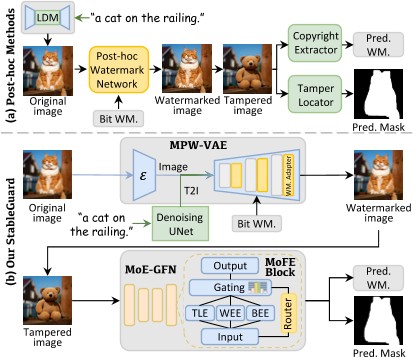 (a) Post-hoc Methods
LDM
"a cat on the railing."
Original
image
Post-hoc
Watermark
Network
Bit WM.
Watermarked
image
Tampered
image
Copyright
Extractor
Pred.
WM.
Tamper
Locator
Pred. Mask
(b) Our StableGuard
MPW-VAE
Original
image
ε
Image
T2I
WM. Adapter
"a cat on
the railing."
Denoising
UNet
Bit WM.
Watermarked
image
Tampered
image
MoE-GFN
MoFE
Block
Output
Gating
TLE
WEE
BEE
Router
Input
Pred.
WM.
Pred. Mask